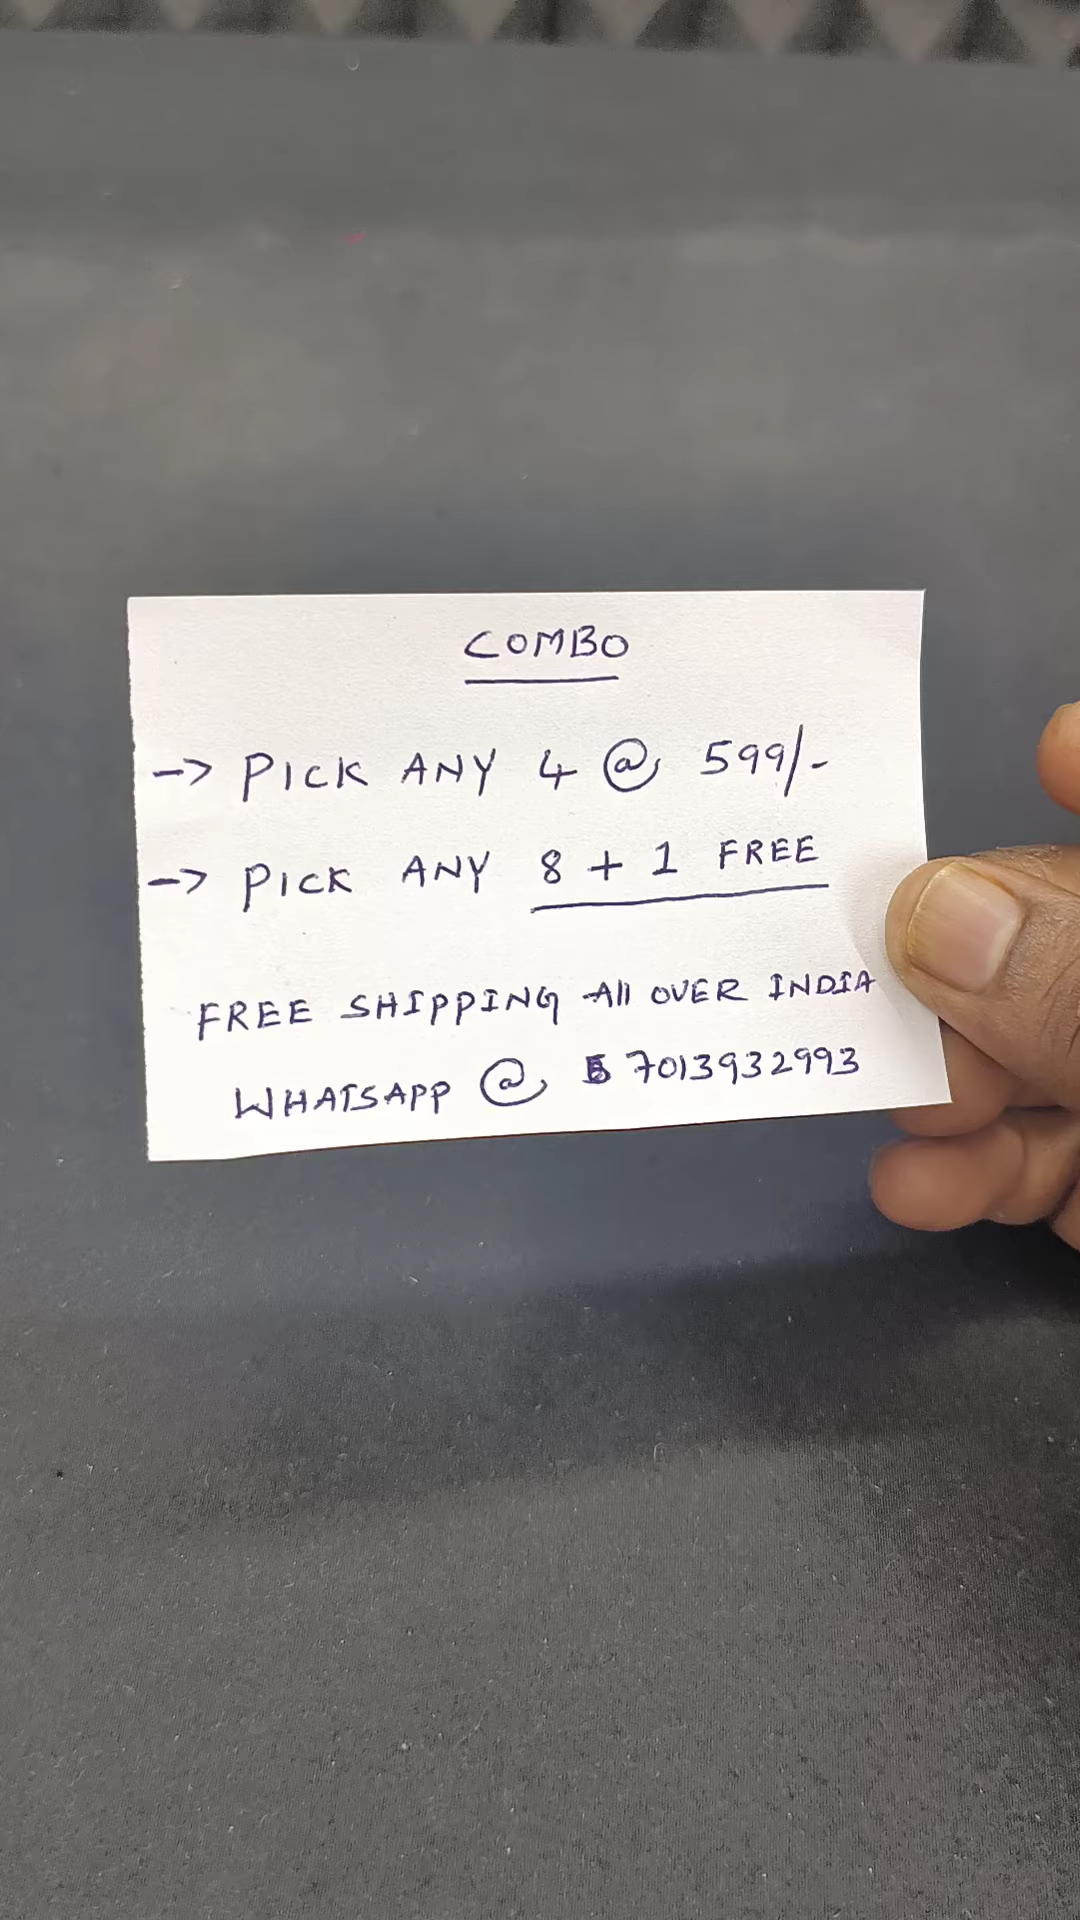 COMBO
-> PICK ANY 4 @ 599/-
-> PICK ANY 8 + 1 FREE
FREE SHIPPING All OVER INDIA
WHATSAPP @ 7013932993